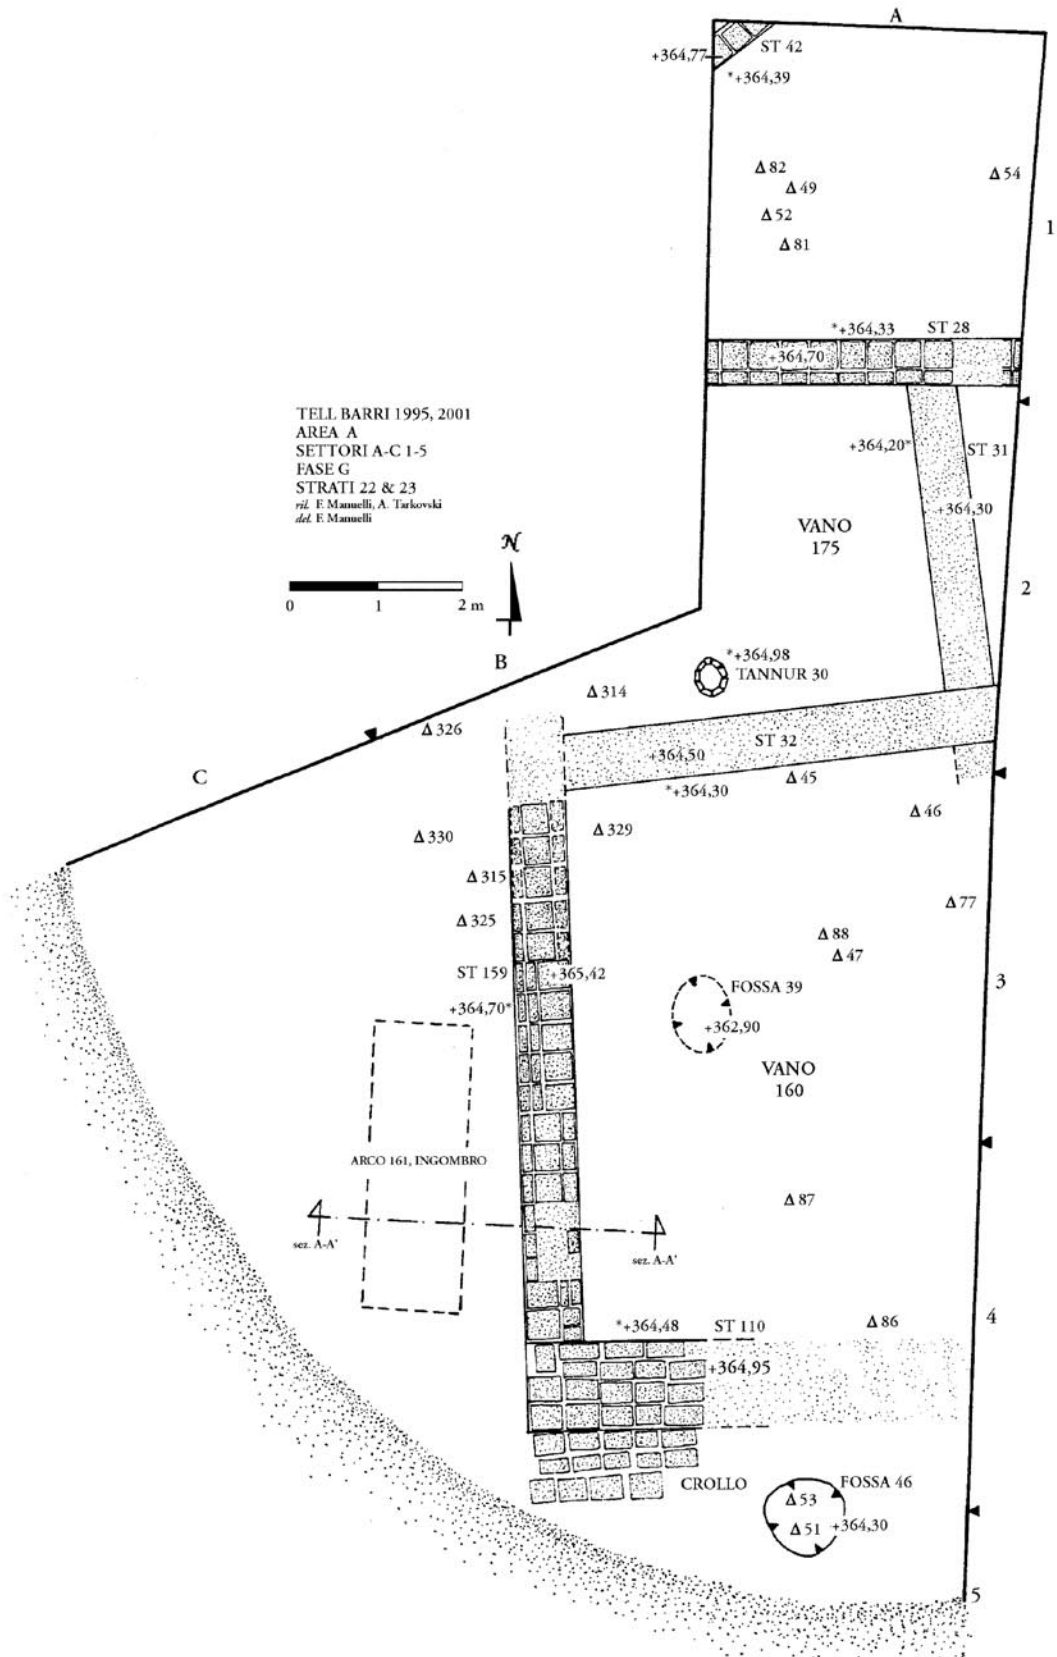 A
ST 42
+364,77
*+364,39
Δ 82
Δ 49
Δ 54
Δ 52
Δ 81
1
*+364,33 ST 28
+364,70
TELL BARRI 1995, 2001
AREA A
SETTORI A-C 1-5
FASE G
STRATI 22 & 23
ril. F. Manuelli, A. Tarkovski
del. F. Manuelli
+364,20*
ST 31
+364,30
VANO
175
N
0 1 2 m
2
B
*+364,98
TANNUR 30
Δ 314
Δ 326
ST 32
+364,50
C
Δ 45
*+364,30
Δ 46
Δ 330
Δ 329
Δ 315
Δ 77
Δ 325
Δ 88
Δ 47
ST 159
+365,42
3
FOSSA 39
+364,70*
+362,90
VANO
160
ARCO 161, INGOMBRO
Δ 87
sez. A-A'
sez. A-A'
*+364,48 ST 110
Δ 86
4
+364,95
CROLLO
FOSSA 46
Δ 53
Δ 51
+364,30
5